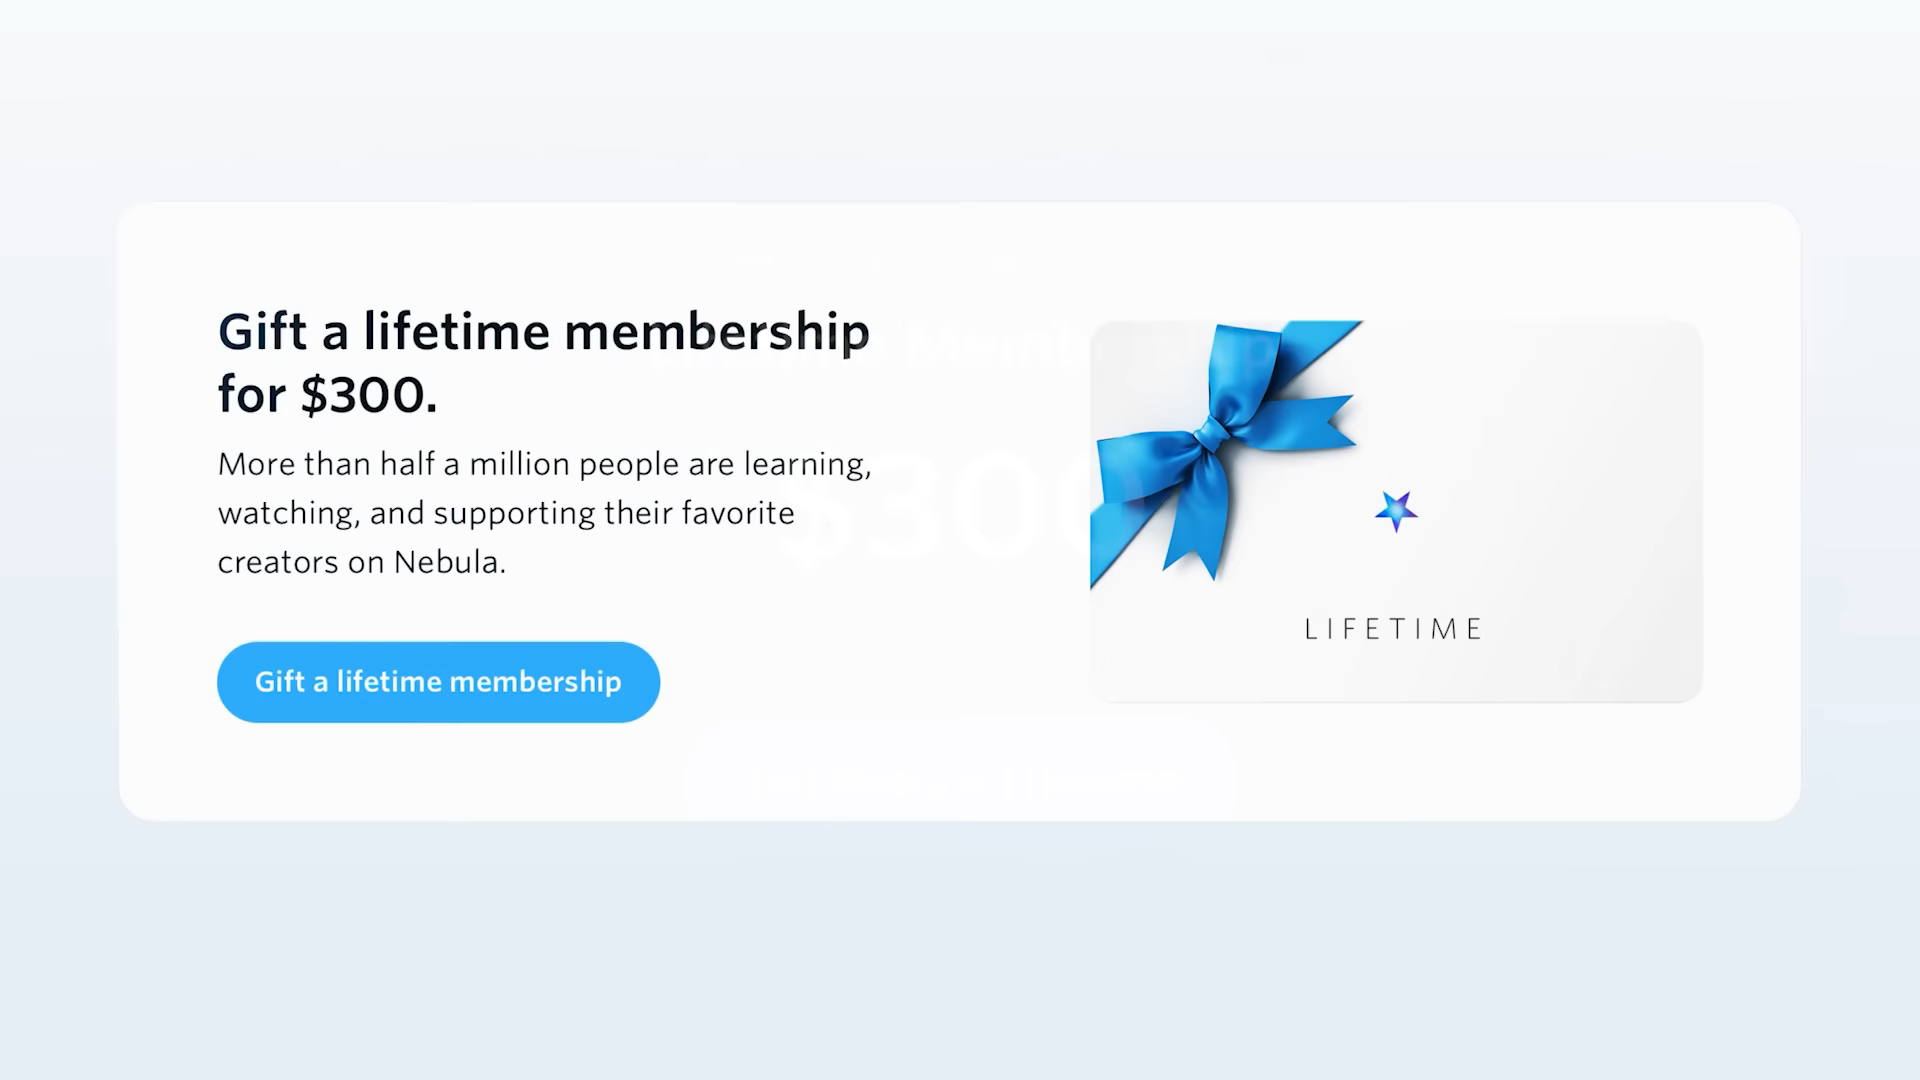 Gift a lifetime membership
for $300.
More than half a million people are learning,
watching, and supporting their favorite
creators on Nebula.
Gift a lifetime membership
LIFETIME
$300